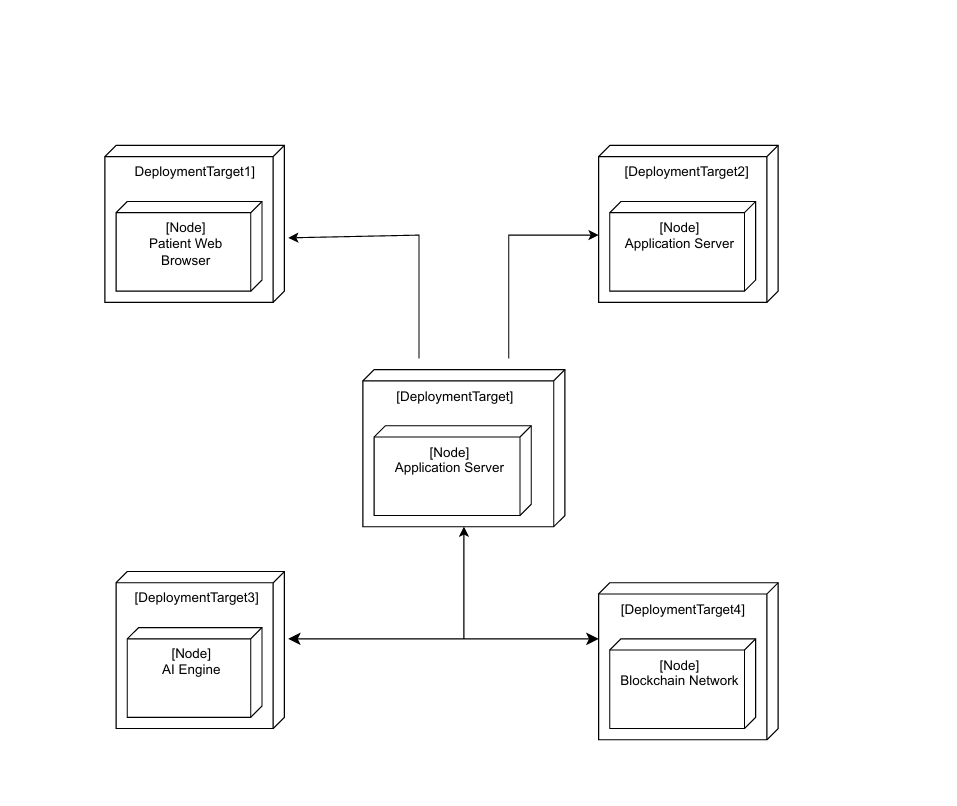 DeploymentTarget1]
[Node]
Patient Web
Browser
[DeploymentTarget2]
[Node]
Application Server
[DeploymentTarget]
[Node]
Application Server
[DeploymentTarget3]
[Node]
AI Engine
[DeploymentTarget4]
[Node]
Blockchain Network